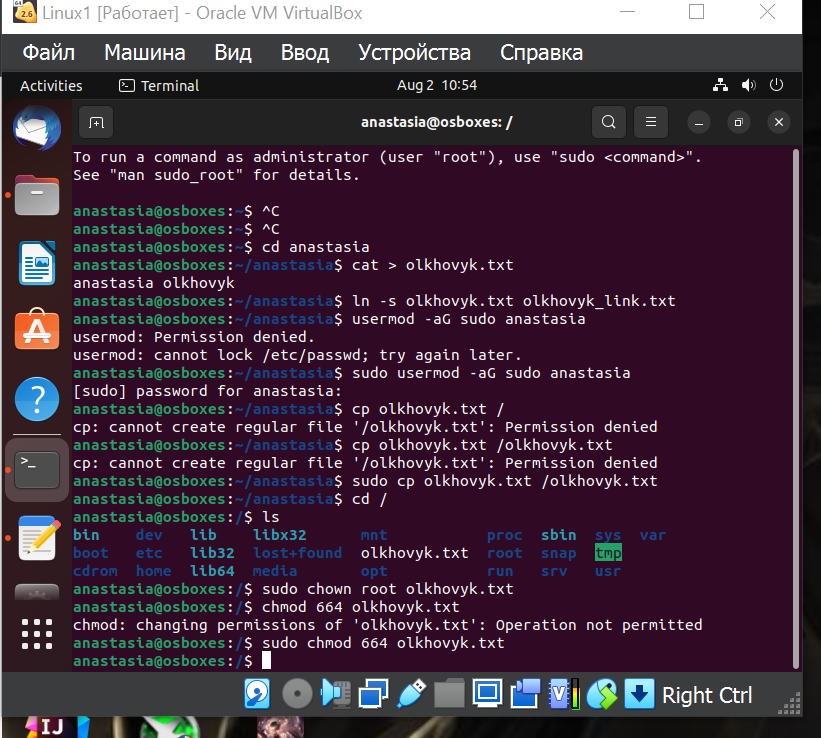 Linux1 [Работает] - Oracle VM VirtualBox
Файл Машина Вид Ввод Устройства Справка
Activities Terminal Aug 2 10:54
anastasia@osboxes: /
To run a command as administrator (user "root"), use "sudo <command>".
See "man sudo_root" for details.
anastasia@osboxes:~$ ^C
anastasia@osboxes:~$ ^C
anastasia@osboxes:~$ cd anastasia
anastasia@osboxes:~/anastasia$ cat > olkhovyk.txt
anastasia olkhovyk
anastasia@osboxes:~/anastasia$ ln -s olkhovyk.txt olkhovyk_link.txt
anastasia@osboxes:~/anastasia$ usermod -aG sudo anastasia
usermod: Permission denied.
usermod: cannot lock /etc/passwd; try again later.
anastasia@osboxes:~/anastasia$ sudo usermod -aG sudo anastasia
[sudo] password for anastasia:
anastasia@osboxes:~/anastasia$ cp olkhovyk.txt /
cp: cannot create regular file '/olkhovyk.txt': Permission denied
anastasia@osboxes:~/anastasia$ cp olkhovyk.txt /olkhovyk.txt
cp: cannot create regular file '/olkhovyk.txt': Permission denied
anastasia@osboxes:~/anastasia$ sudo cp olkhovyk.txt /olkhovyk.txt
anastasia@osboxes:~/anastasia$ cd /
anastasia@osboxes:/$ ls
bin dev lib libx32 mnt proc sbin sys var
boot etc lib32 lost+found olkhovyk.txt root snap tmp
cdrom home lib64 media opt run srv usr
anastasia@osboxes:/$ sudo chown root olkhovyk.txt
anastasia@osboxes:/$ chmod 664 olkhovyk.txt
chmod: changing permissions of 'olkhovyk.txt': Operation not permitted
anastasia@osboxes:/$ sudo chmod 664 olkhovyk.txt
anastasia@osboxes:/$
Right Ctrl
IJ